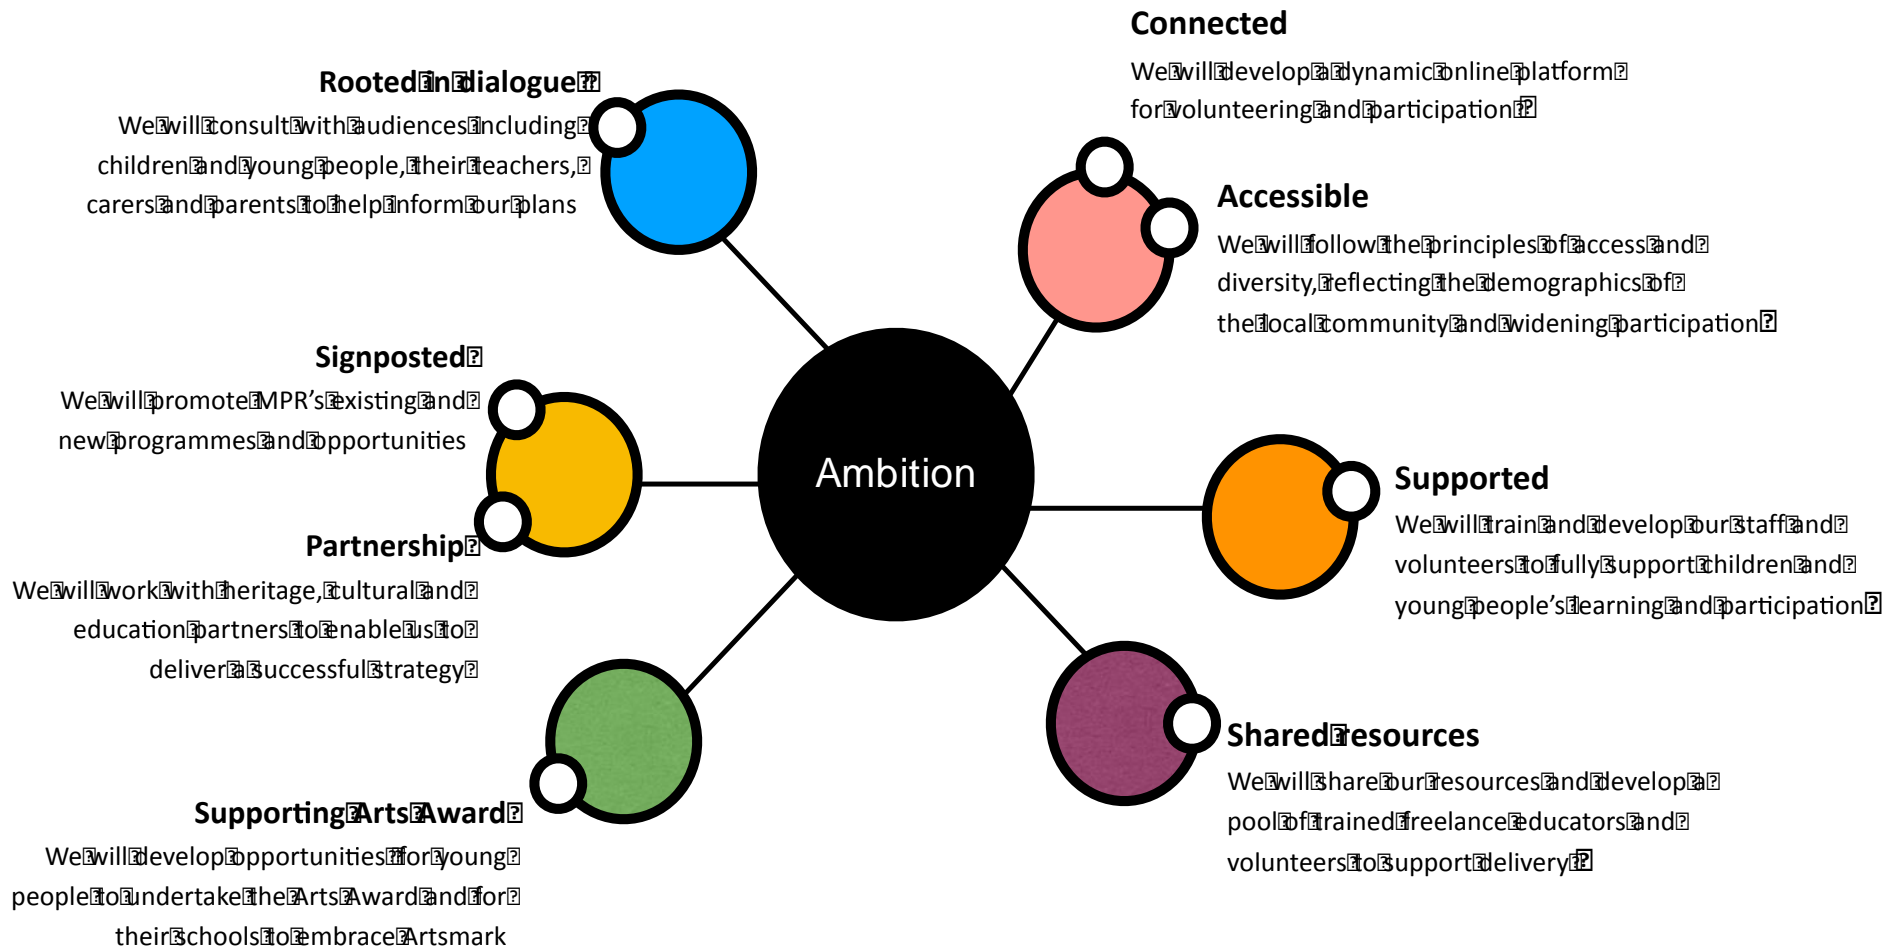 Connected
We will develop a dynamic online platform
for volunteering and participation
Rooted in dialogue
We will consult with audiences including
children and young people, their teachers,
carers and parents to help inform our plans
Accessible
We will follow the principles of access and
diversity, reflecting the demographics of
the local community and widening participation
Signposted
We will promote MPR's existing and
new programmes and opportunities
Ambition
Supported
We will train and develop our staff and
volunteers to fully support children and
young people's learning and participation
Partnership
We will work with heritage, cultural and
education partners to enable us to
deliver a successful strategy
Shared resources
We will share our resources and develop a
pool of trained freelance educators and
volunteers to support delivery
Supporting Arts Award
We will develop opportunities for young
people to undertake the Arts Award and for
their schools to embrace Artsmark